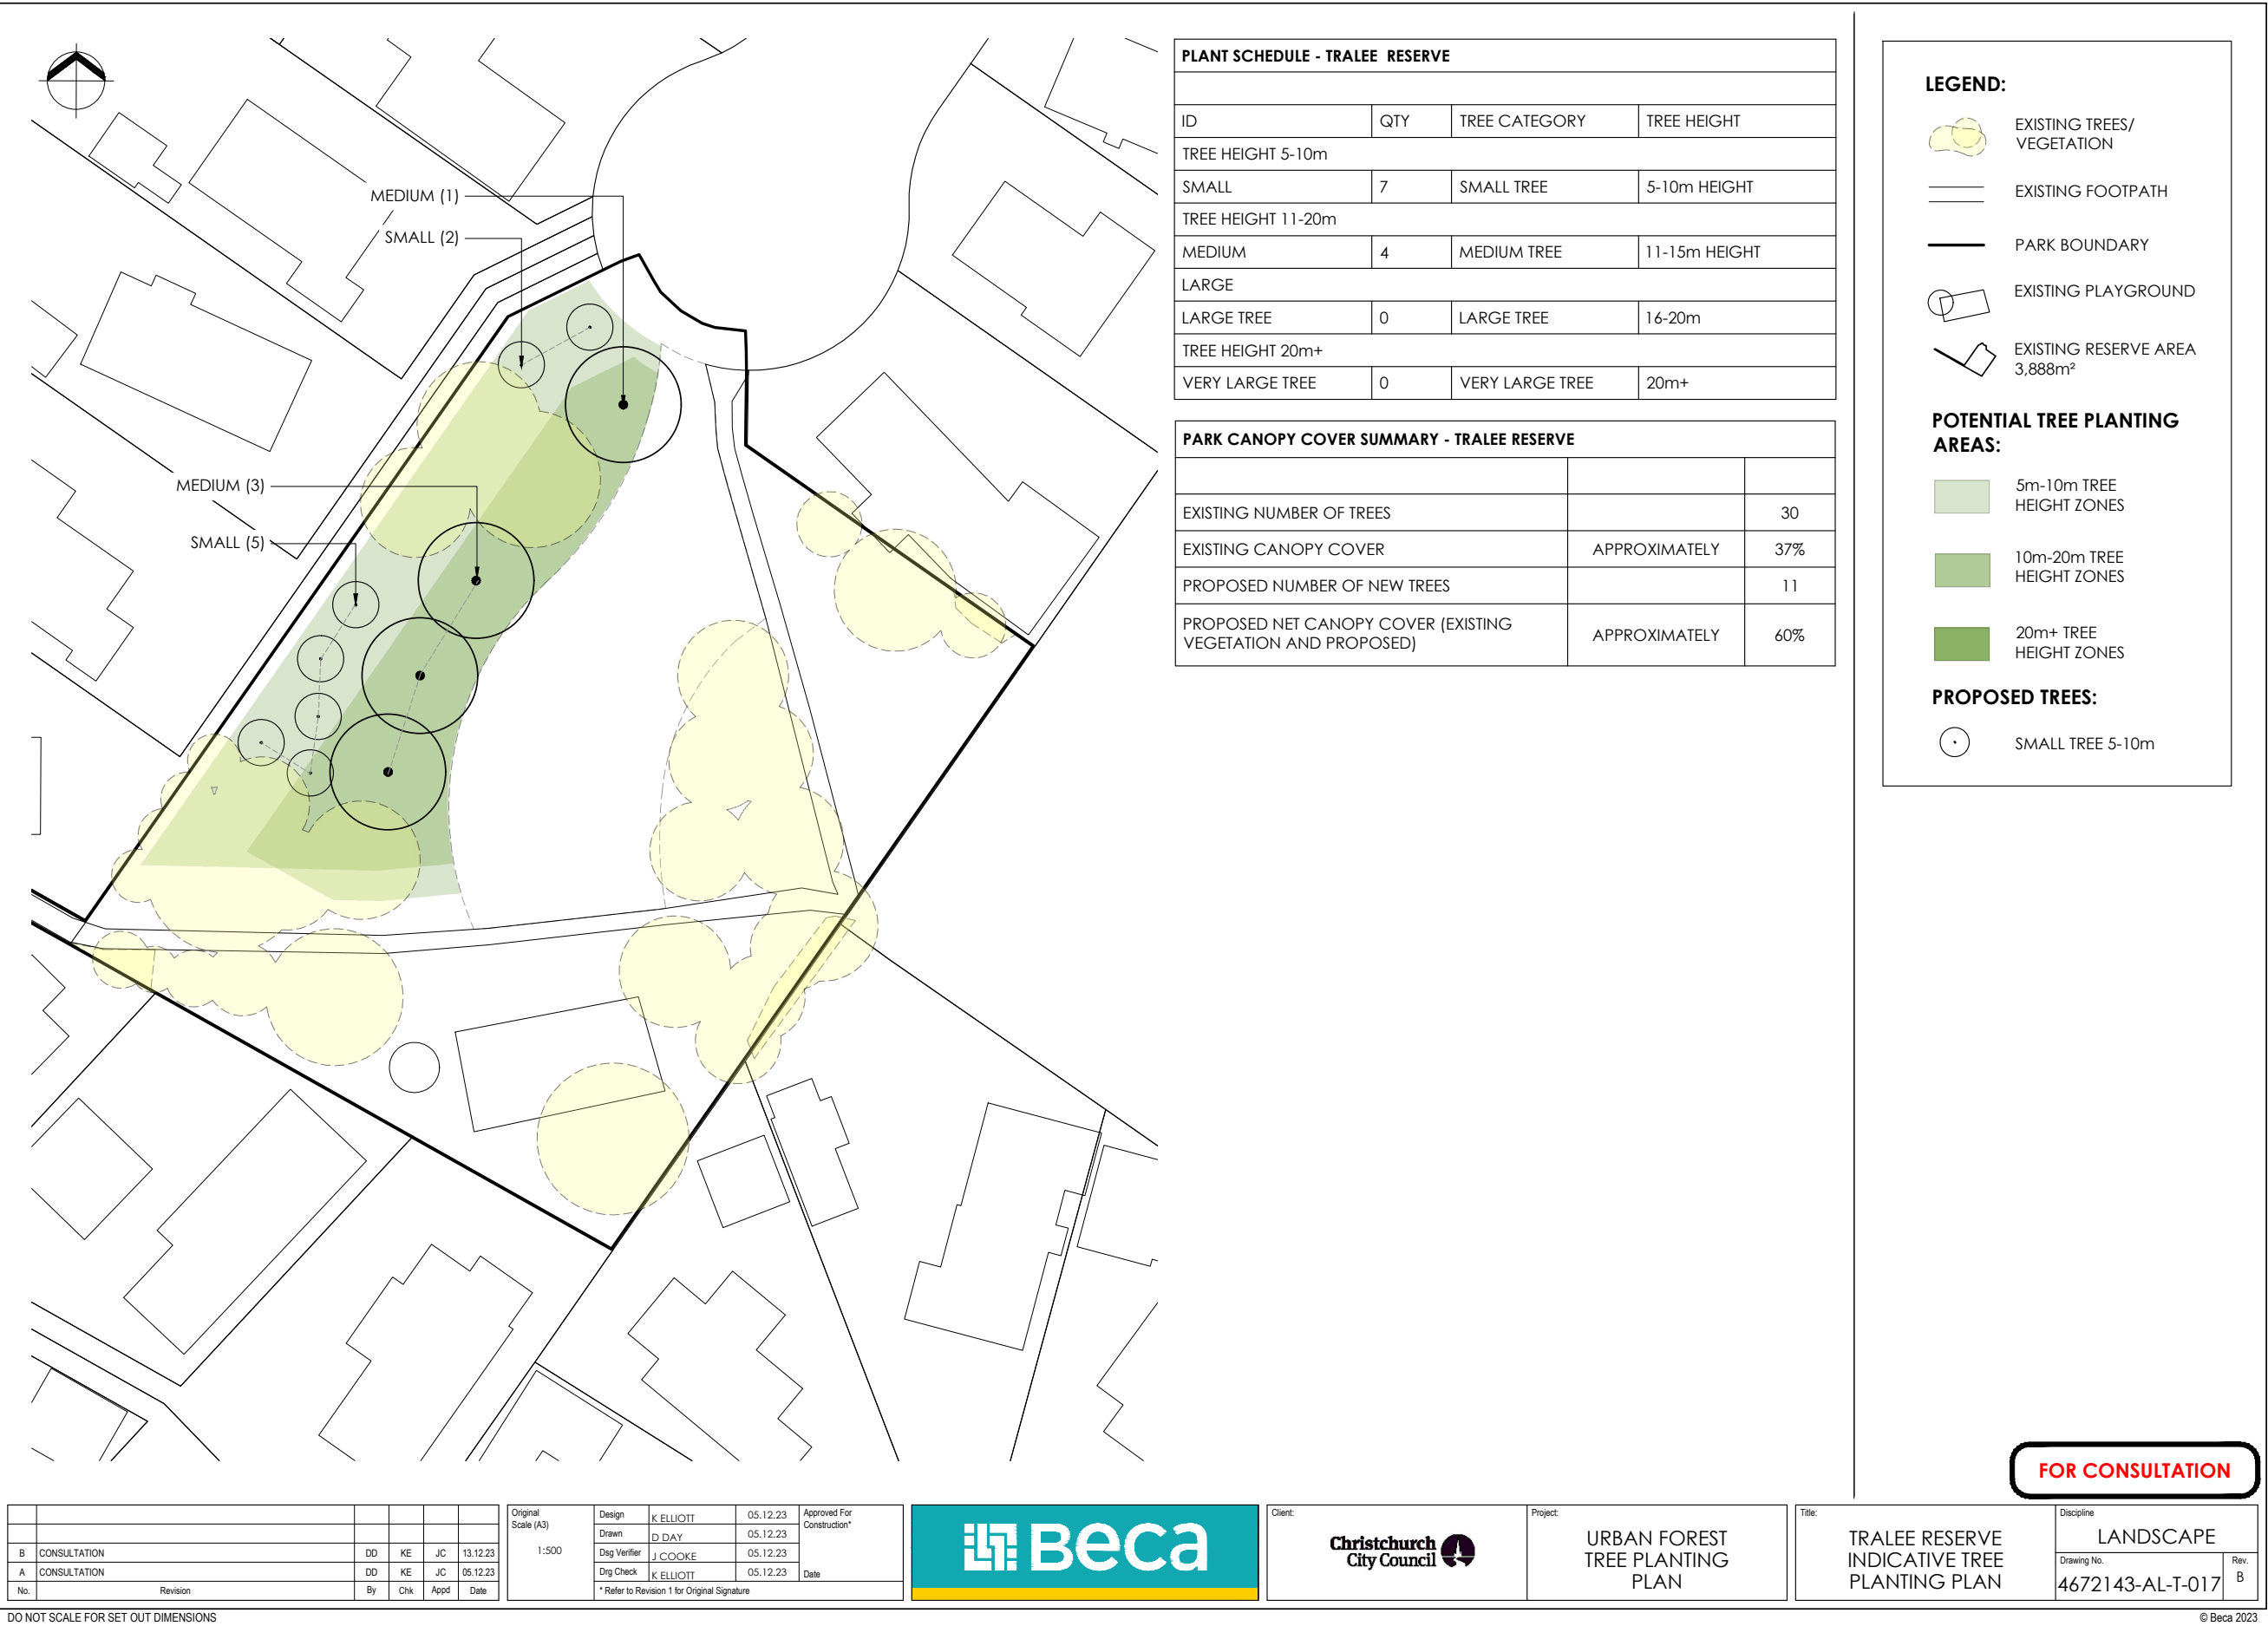 MEDIUM (1)
SMALL (2)
MEDIUM (3)
SMALL (5)
PLANT SCHEDULE - TRALEE RESERVE
ID QTY TREE CATEGORY TREE HEIGHT
TREE HEIGHT 5-10m
SMALL 7 SMALL TREE 5-10m HEIGHT
TREE HEIGHT 11-20m
MEDIUM 4 MEDIUM TREE 11-15m HEIGHT
LARGE
LARGE TREE 0 LARGE TREE 16-20m
TREE HEIGHT 20m+
VERY LARGE TREE 0 VERY LARGE TREE 20m+
PARK CANOPY COVER SUMMARY - TRALEE RESERVE
EXISTING NUMBER OF TREES 30
EXISTING CANOPY COVER APPROXIMATELY 37%
PROPOSED NUMBER OF NEW TREES 11
PROPOSED NET CANOPY COVER (EXISTING
VEGETATION AND PROPOSED) APPROXIMATELY 60%
LEGEND:
EXISTING TREES/
VEGETATION
EXISTING FOOTPATH
PARK BOUNDARY
EXISTING PLAYGROUND
EXISTING RESERVE AREA
3,888m²
POTENTIAL TREE PLANTING
AREAS:
5m-10m TREE
HEIGHT ZONES
10m-20m TREE
HEIGHT ZONES
20m+ TREE
HEIGHT ZONES
PROPOSED TREES:
SMALL TREE 5-10m
FOR CONSULTATION
B CONSULTATION DD KE JC 13.12.23
A CONSULTATION DD KE JC 05.12.23
No. Revision By Chk Appd Date
Original
Scale (A3)
1:500
Design K ELLIOTT 05.12.23
Drawn D DAY 05.12.23
Dsg Verifier J COOKE 05.12.23
Drg Check K ELLIOTT 05.12.23
* Refer to Revision 1 for Original Signature
Approved For
Construction*
Date
Beca
Client:
Christchurch
City Council
Project:
URBAN FOREST
TREE PLANTING
PLAN
Title:
TRALEE RESERVE
INDICATIVE TREE
PLANTING PLAN
Discipline
LANDSCAPE
Drawing No.
4672143-AL-T-017
Rev.
B
DO NOT SCALE FOR SET OUT DIMENSIONS
© Beca 2023